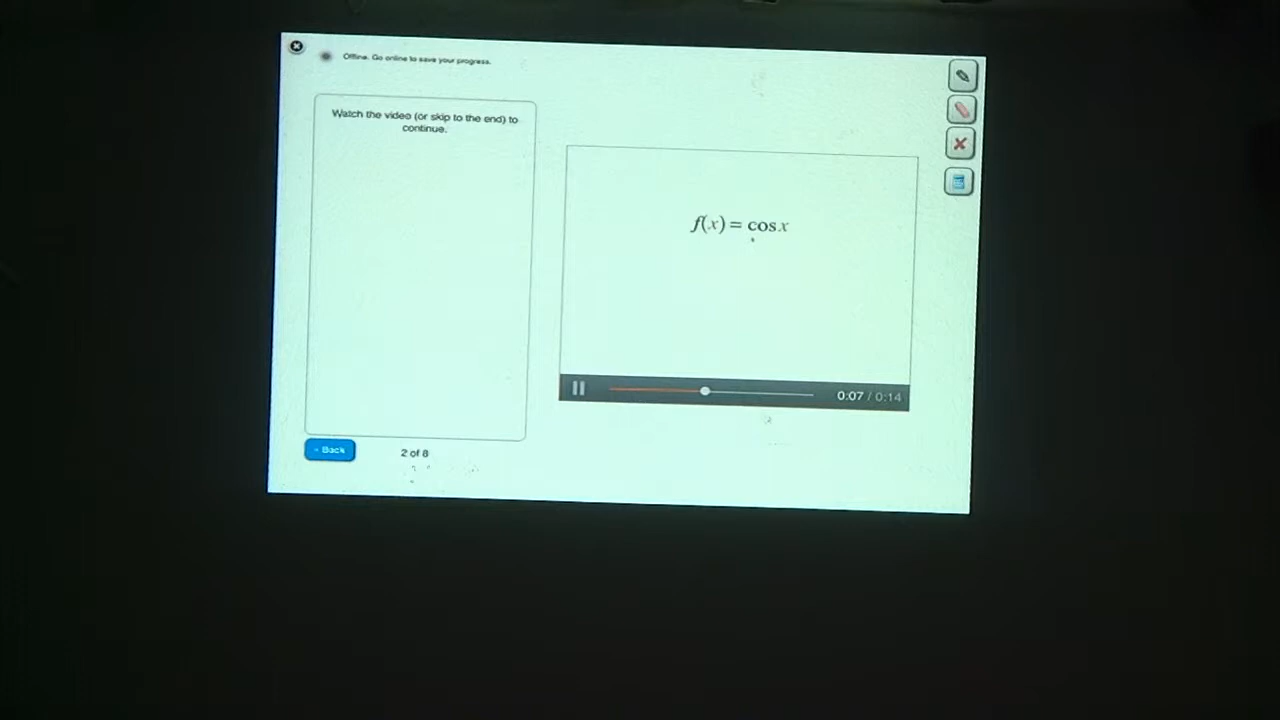 Offline. Go online to save your progress.
Watch the video (or skip to the end) to
continue.
f(x) = cos x
0:07 / 0:14
‹ Back
2 of 8